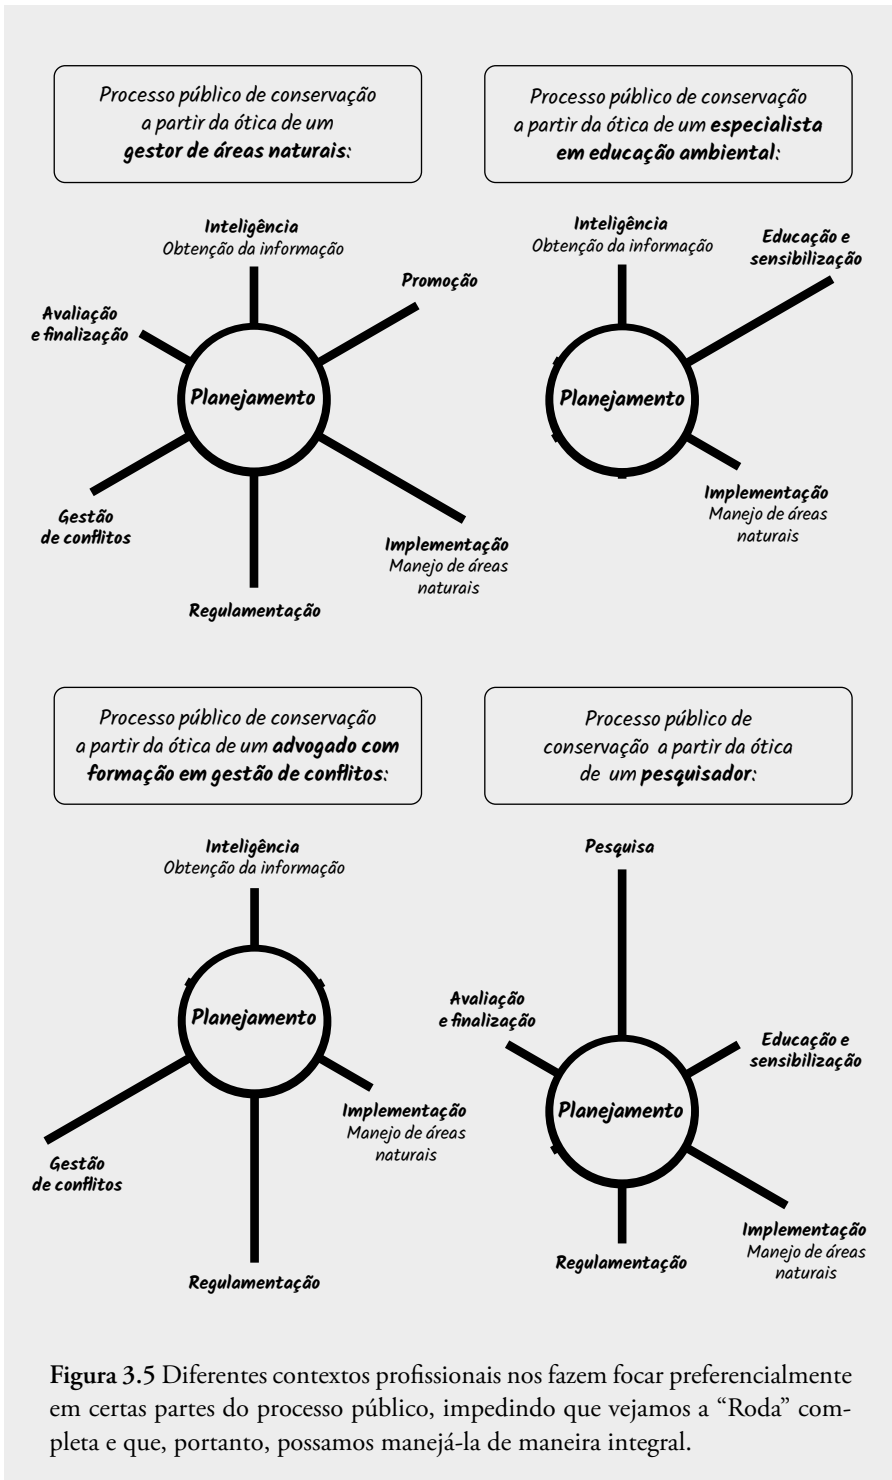 Processo público de conservação
a partir da ótica de um
gestor de áreas naturais:
Processo público de conservação
a partir da ótica de um especialista
em educação ambiental:
Inteligência
Obtenção da informação
Promoção
Avaliação
e finalização
Planejamento
Gestão
de conflitos
Implementação
Manejo de áreas
naturais
Regulamentação
Inteligência
Obtenção da informação
Educação e
sensibilização
Planejamento
Implementação
Manejo de áreas
naturais
Processo público de conservação
a partir da ótica de um advogado com
formação em gestão de conflitos:
Processo público de
conservação a partir da ótica
de um pesquisador:
Inteligência
Obtenção da informação
Planejamento
Implementação
Manejo de áreas
naturais
Gestão
de conflitos
Regulamentação
Pesquisa
Avaliação
e finalização
Educação e
sensibilização
Planejamento
Implementação
Manejo de áreas
naturais
Regulamentação
Figura 3.5 Diferentes contextos profissionais nos fazem focar preferencialmente
em certas partes do processo público, impedindo que vejamos a “Roda” com-
pleta e que, portanto, possamos manejá-la de maneira integral.